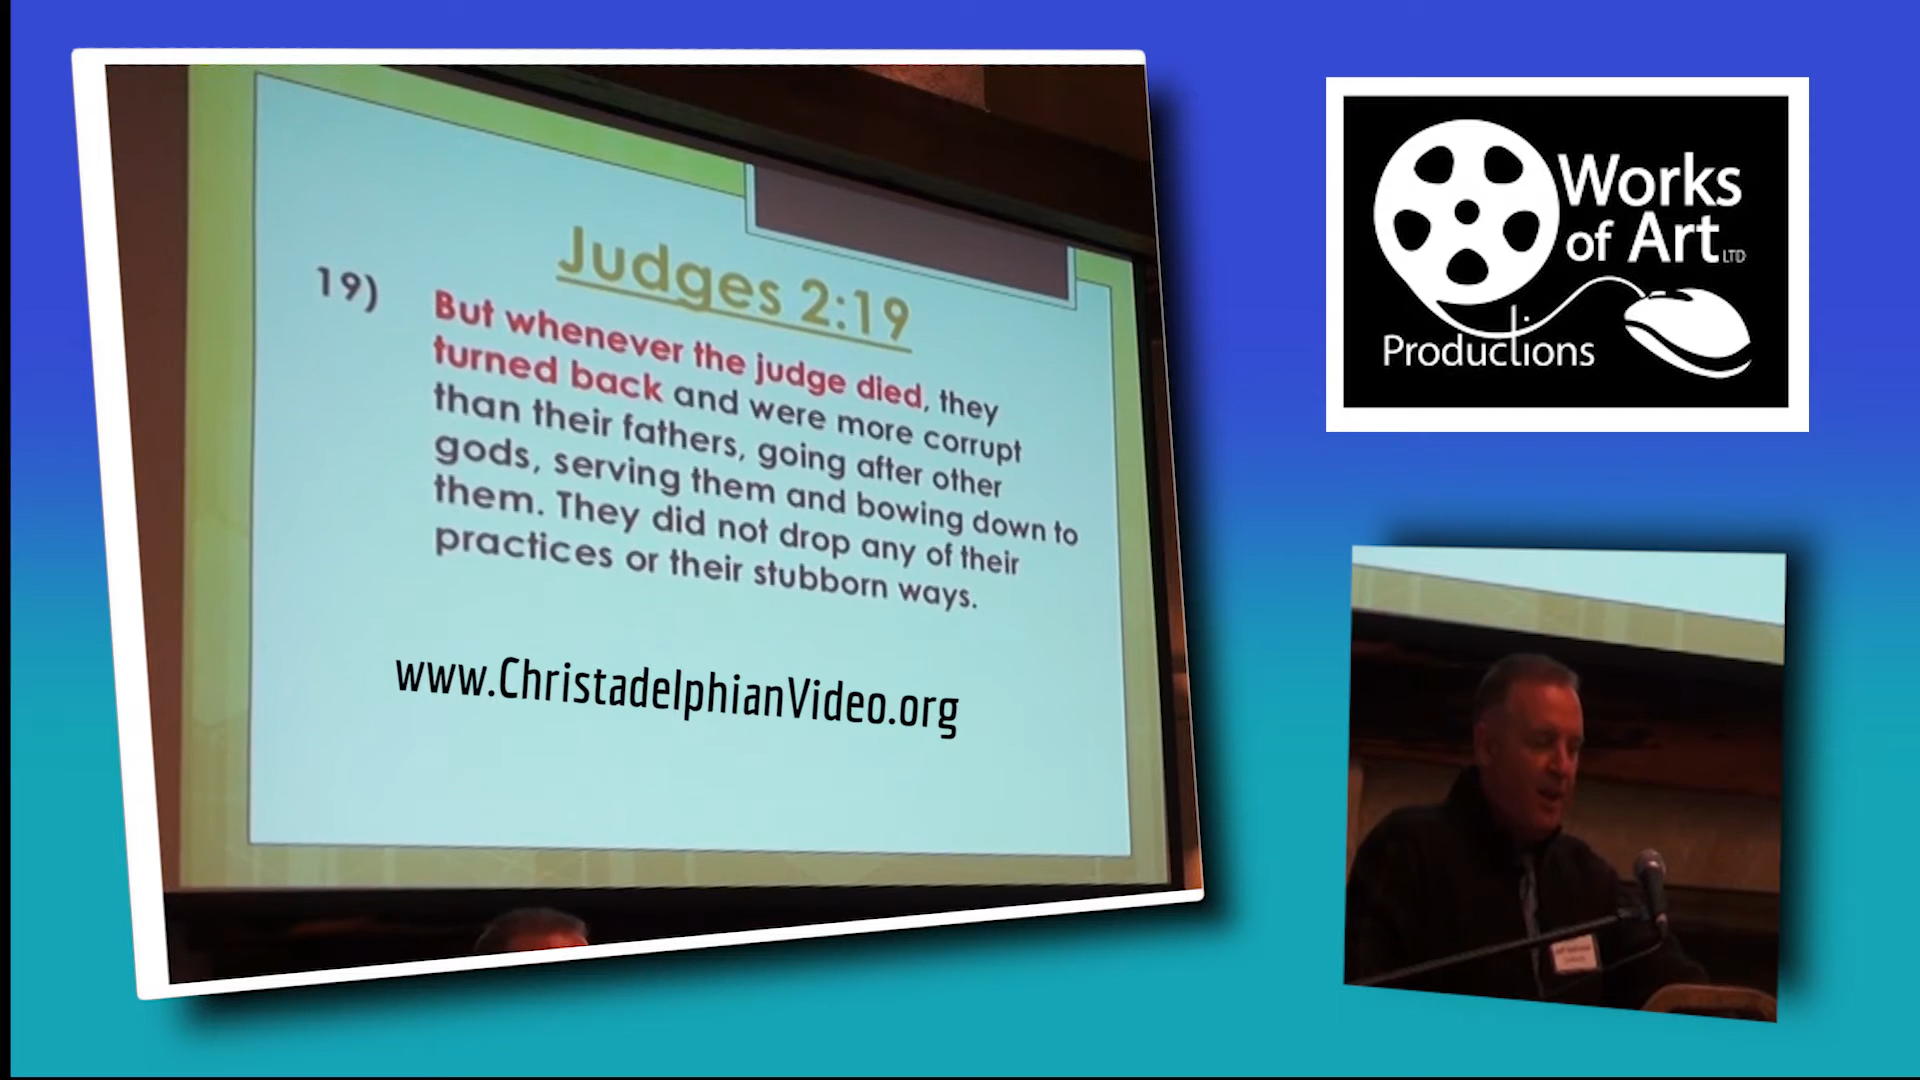 Judges 2:19
19) But whenever the judge died, they
turned back and were more corrupt
than their fathers, going after other
gods, serving them and bowing down to
them. They did not drop any of their
practices or their stubborn ways.
www.ChristadelphianVideo.org
Works
of Art LTD
Productions